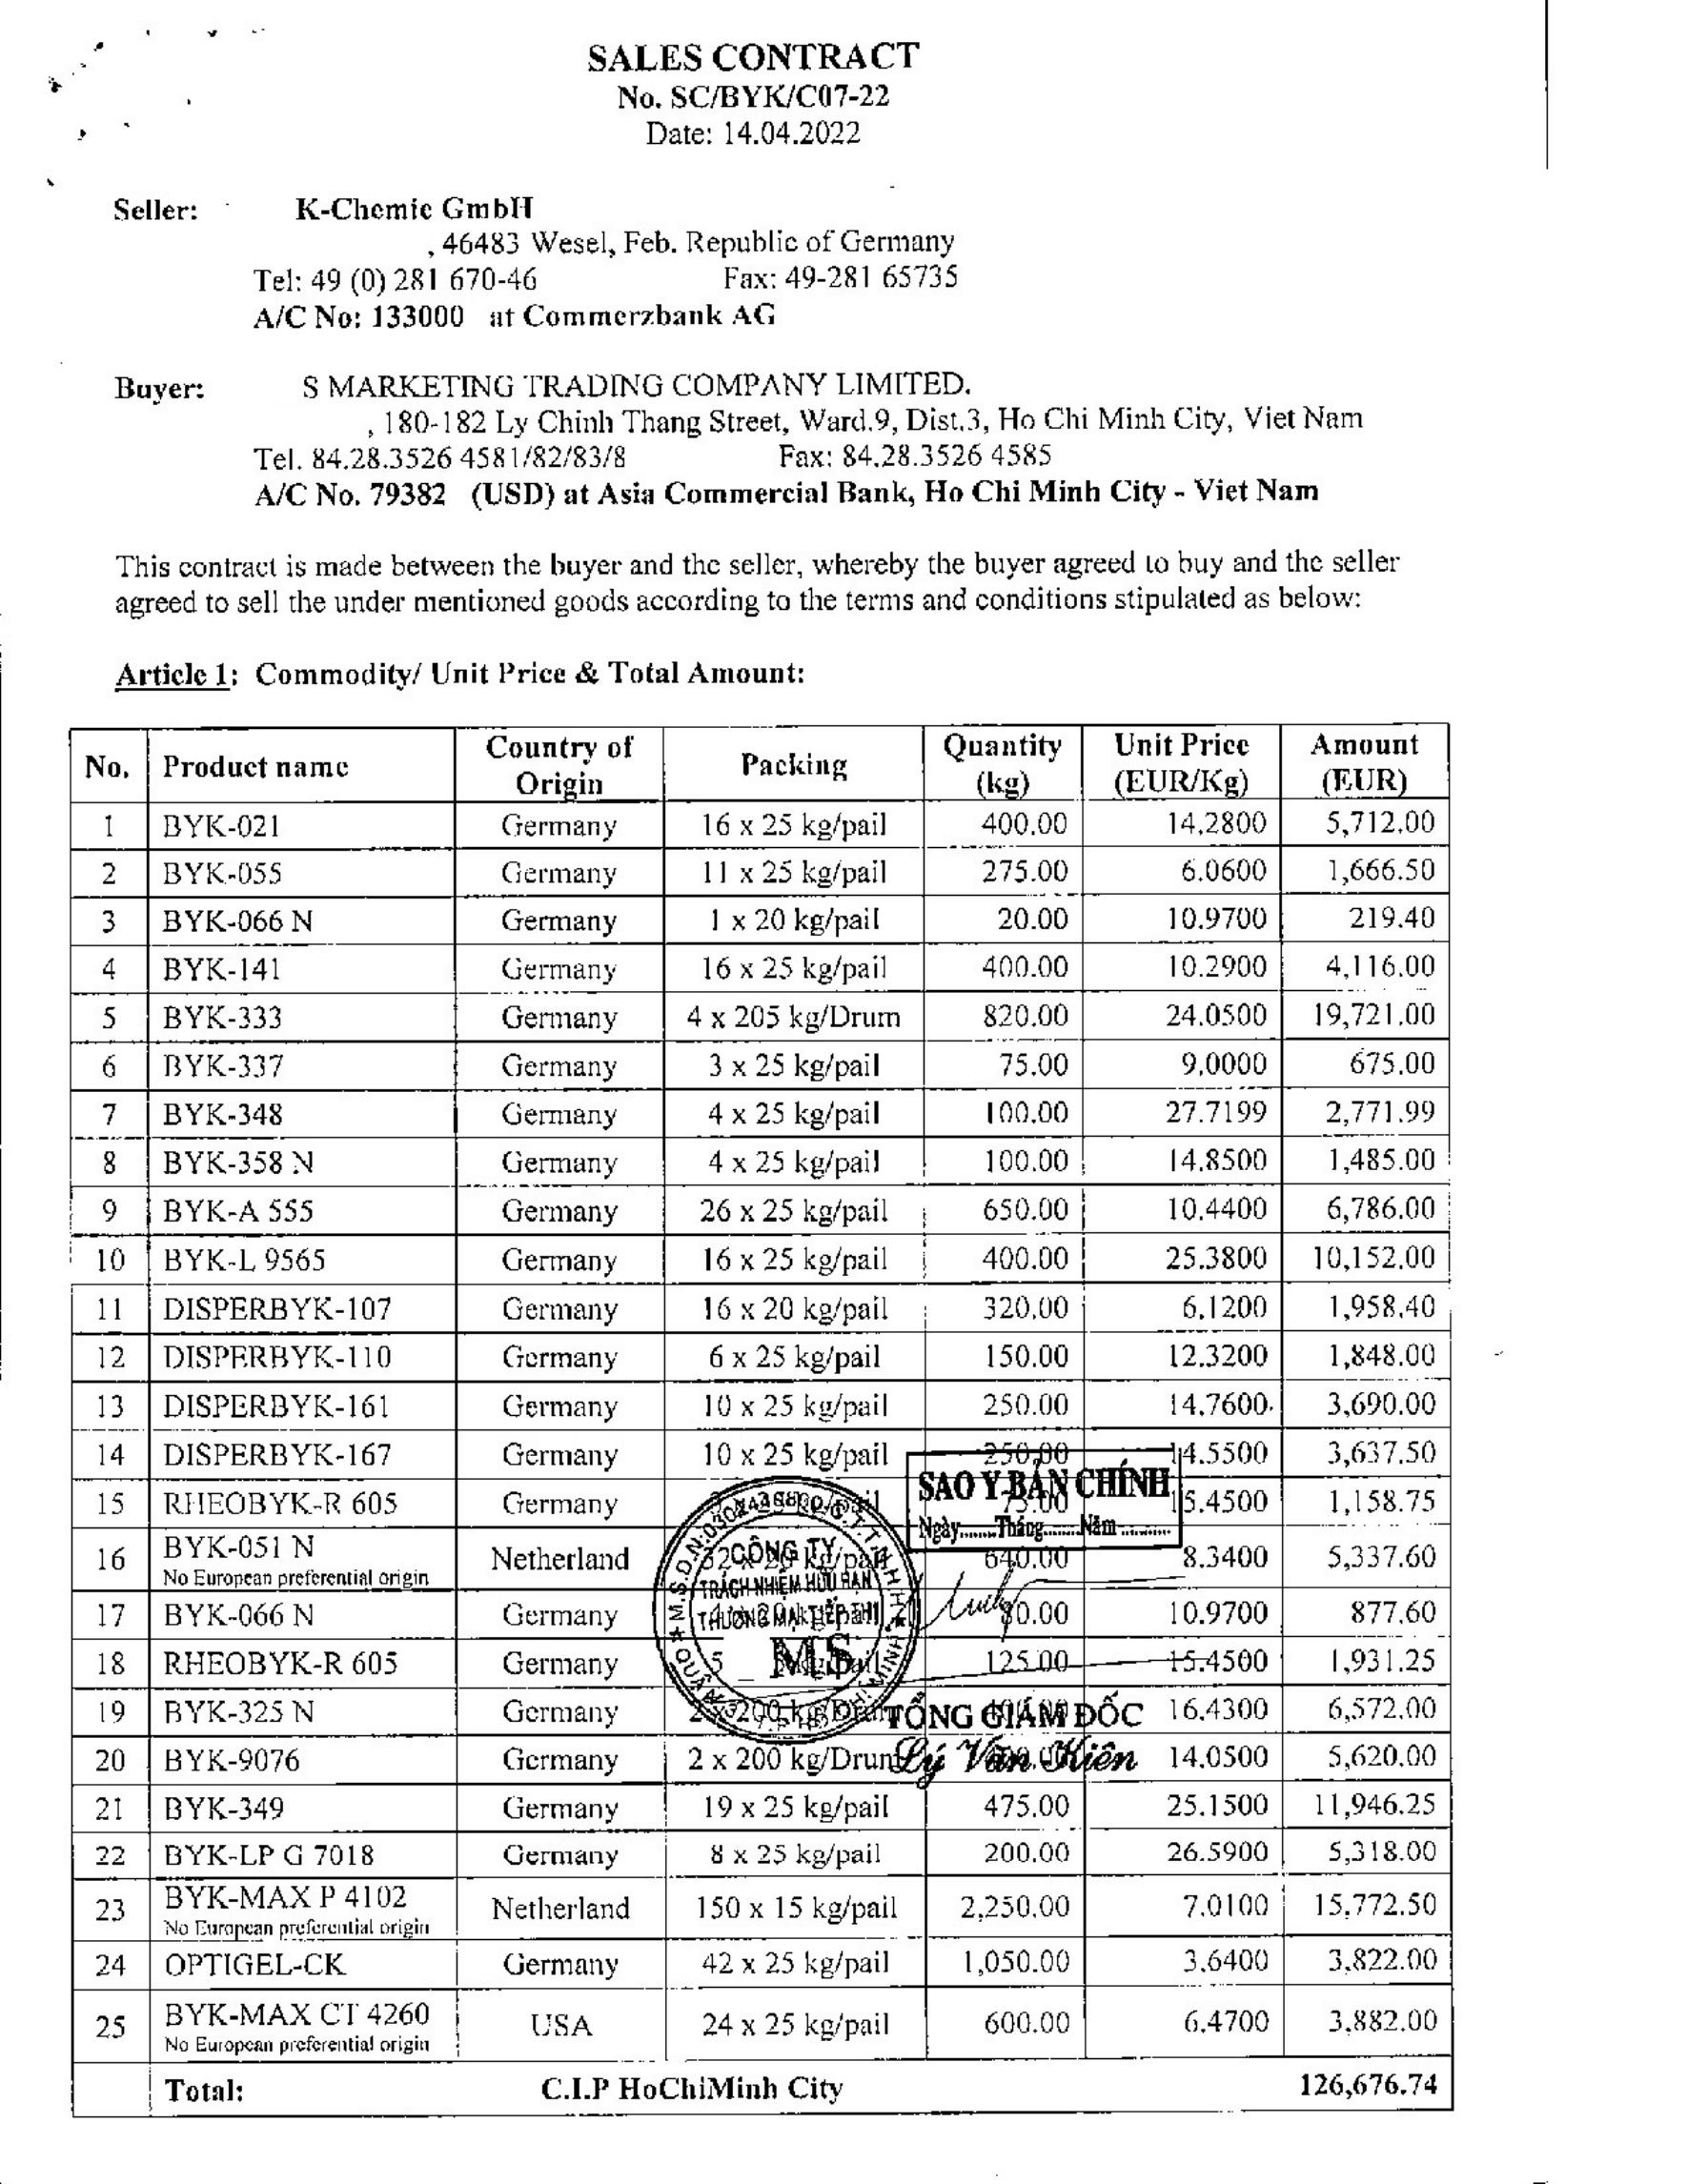 SALES CONTRACT
No. SC/BYK/C07-22
Date: 14.04.2022
Seller: K-Chemie GmbH
, 46483 Wesel, Feb. Republic of Germany
Tel: 49 (0) 281 670-46 Fax: 49-281 65735
A/C No: 133000 at Commerzbank AG
Buyer: S MARKETING TRADING COMPANY LIMITED.
, 180-182 Ly Chinh Thang Street, Ward.9, Dist.3, Ho Chi Minh City, Viet Nam
Tel. 84.28.3526 4581/82/83/8 Fax: 84.28.3526 4585
A/C No. 79382 (USD) at Asia Commercial Bank, Ho Chi Minh City - Viet Nam
This contract is made between the buyer and the seller, whereby the buyer agreed to buy and the seller
agreed to sell the under mentioned goods according to the terms and conditions stipulated as below:
Article 1: Commodity/ Unit Price & Total Amount:
No. Product name Country of Origin Packing Quantity (kg) Unit Price (EUR/Kg) Amount (EUR)
1 BYK-021 Germany 16 x 25 kg/pail 400.00 14.2800 5,712.00
2 BYK-055 Germany 11 x 25 kg/pail 275.00 6.0600 1,666.50
3 BYK-066 N Germany 1 x 20 kg/pail 20.00 10.9700 219.40
4 BYK-141 Germany 16 x 25 kg/pail 400.00 10.2900 4,116.00
5 BYK-333 Germany 4 x 205 kg/Drum 820.00 24.0500 19,721.00
6 BYK-337 Germany 3 x 25 kg/pail 75.00 9.0000 675.00
7 BYK-348 Germany 4 x 25 kg/pail 100.00 27.7199 2,771.99
8 BYK-358 N Germany 4 x 25 kg/pail 100.00 14.8500 1,485.00
9 BYK-A 555 Germany 26 x 25 kg/pail 650.00 10.4400 6,786.00
10 BYK-L 9565 Germany 16 x 25 kg/pail 400.00 25.3800 10,152.00
11 DISPERBYK-107 Germany 16 x 20 kg/pail 320.00 6.1200 1,958.40
12 DISPERBYK-110 Germany 6 x 25 kg/pail 150.00 12.3200 1,848.00
13 DISPERBYK-161 Germany 10 x 25 kg/pail 250.00 14.7600 3,690.00
14 DISPERBYK-167 Germany 10 x 25 kg/pail 250.00 14.5500 3,637.50
SAO Y BẢN CHÍNH
15 RHEOBYK-R 605 Germany 75.00 15.4500 1,158.75
Ngày........Tháng.......Năm..........
16 BYK-051 N Netherland 640.00 8.3400 5,337.60
No European preferential origin
CÔNG TY
TRÁCH NHIỆM HỮU HẠN
THƯƠNG MẠI TIẾP THỊ
MS
17 BYK-066 N Germany 10.9700 877.60
18 RHEOBYK-R 605 Germany 125.00 15.4500 1,931.25
19 BYK-325 N Germany 16.4300 6,572.00
TỔNG GIÁM ĐỐC
20 BYK-9076 Germany 2 x 200 kg/Drum 14.0500 5,620.00
Lý Văn Kiên
21 BYK-349 Germany 19 x 25 kg/pail 475.00 25.1500 11,946.25
22 BYK-LP G 7018 Germany 8 x 25 kg/pail 200.00 26.5900 5,318.00
23 BYK-MAX P 4102 Netherland 150 x 15 kg/pail 2,250.00 7.0100 15,772.50
No European preferential origin
24 OPTIGEL-CK Germany 42 x 25 kg/pail 1,050.00 3.6400 3,822.00
25 BYK-MAX CT 4260 USA 24 x 25 kg/pail 600.00 6.4700 3,882.00
No European preferential origin
Total: C.I.P HoChiMinh City 126,676.74